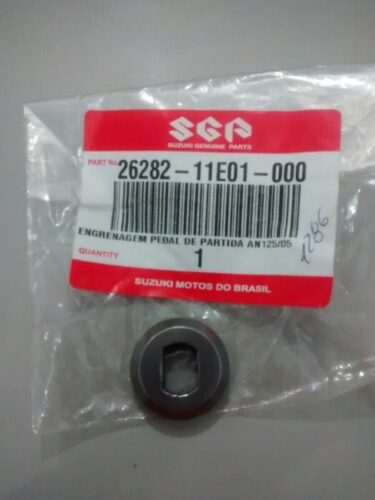 SGP
SUZUKI GENUINE PARTS
PART No. 26282-11E01-000
ENGRENAGEM PEDAL DE PARTIDA AN125/05
QUANTITY 1
1286
SUZUKI MOTOS DO BRASIL